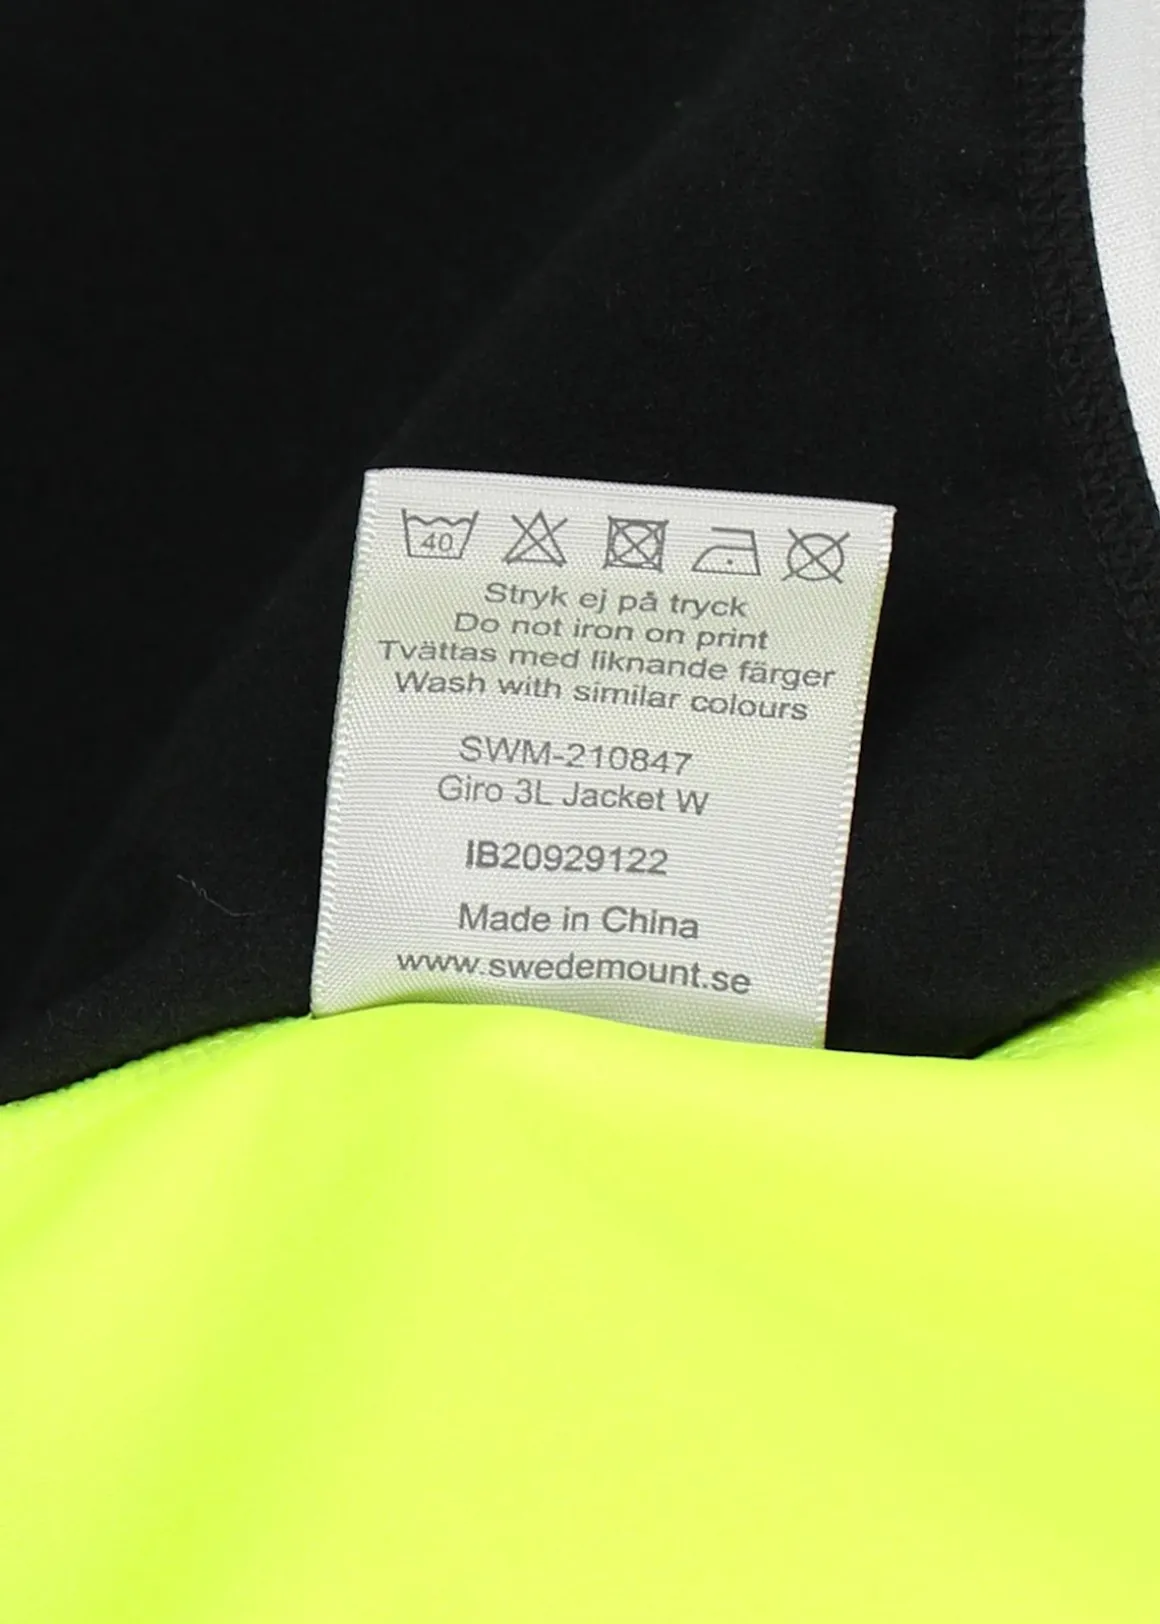 40
Stryk ej på tryck
Do not iron on print
Tvättas med liknande färger
Wash with similar colours
SWM-210847
Giro 3L Jacket W
IB20929122
Made in China
www.swedemount.se